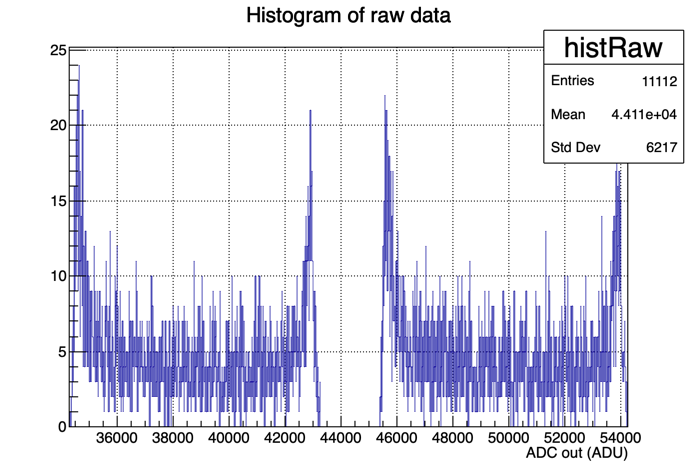 Histogram of raw data
histRaw
Entries 11112
Mean 4.411e+04
Std Dev 6217
25
20
15
10
5
0
36000 38000 40000 42000 44000 46000 48000 50000 52000 54000
ADC out (ADU)